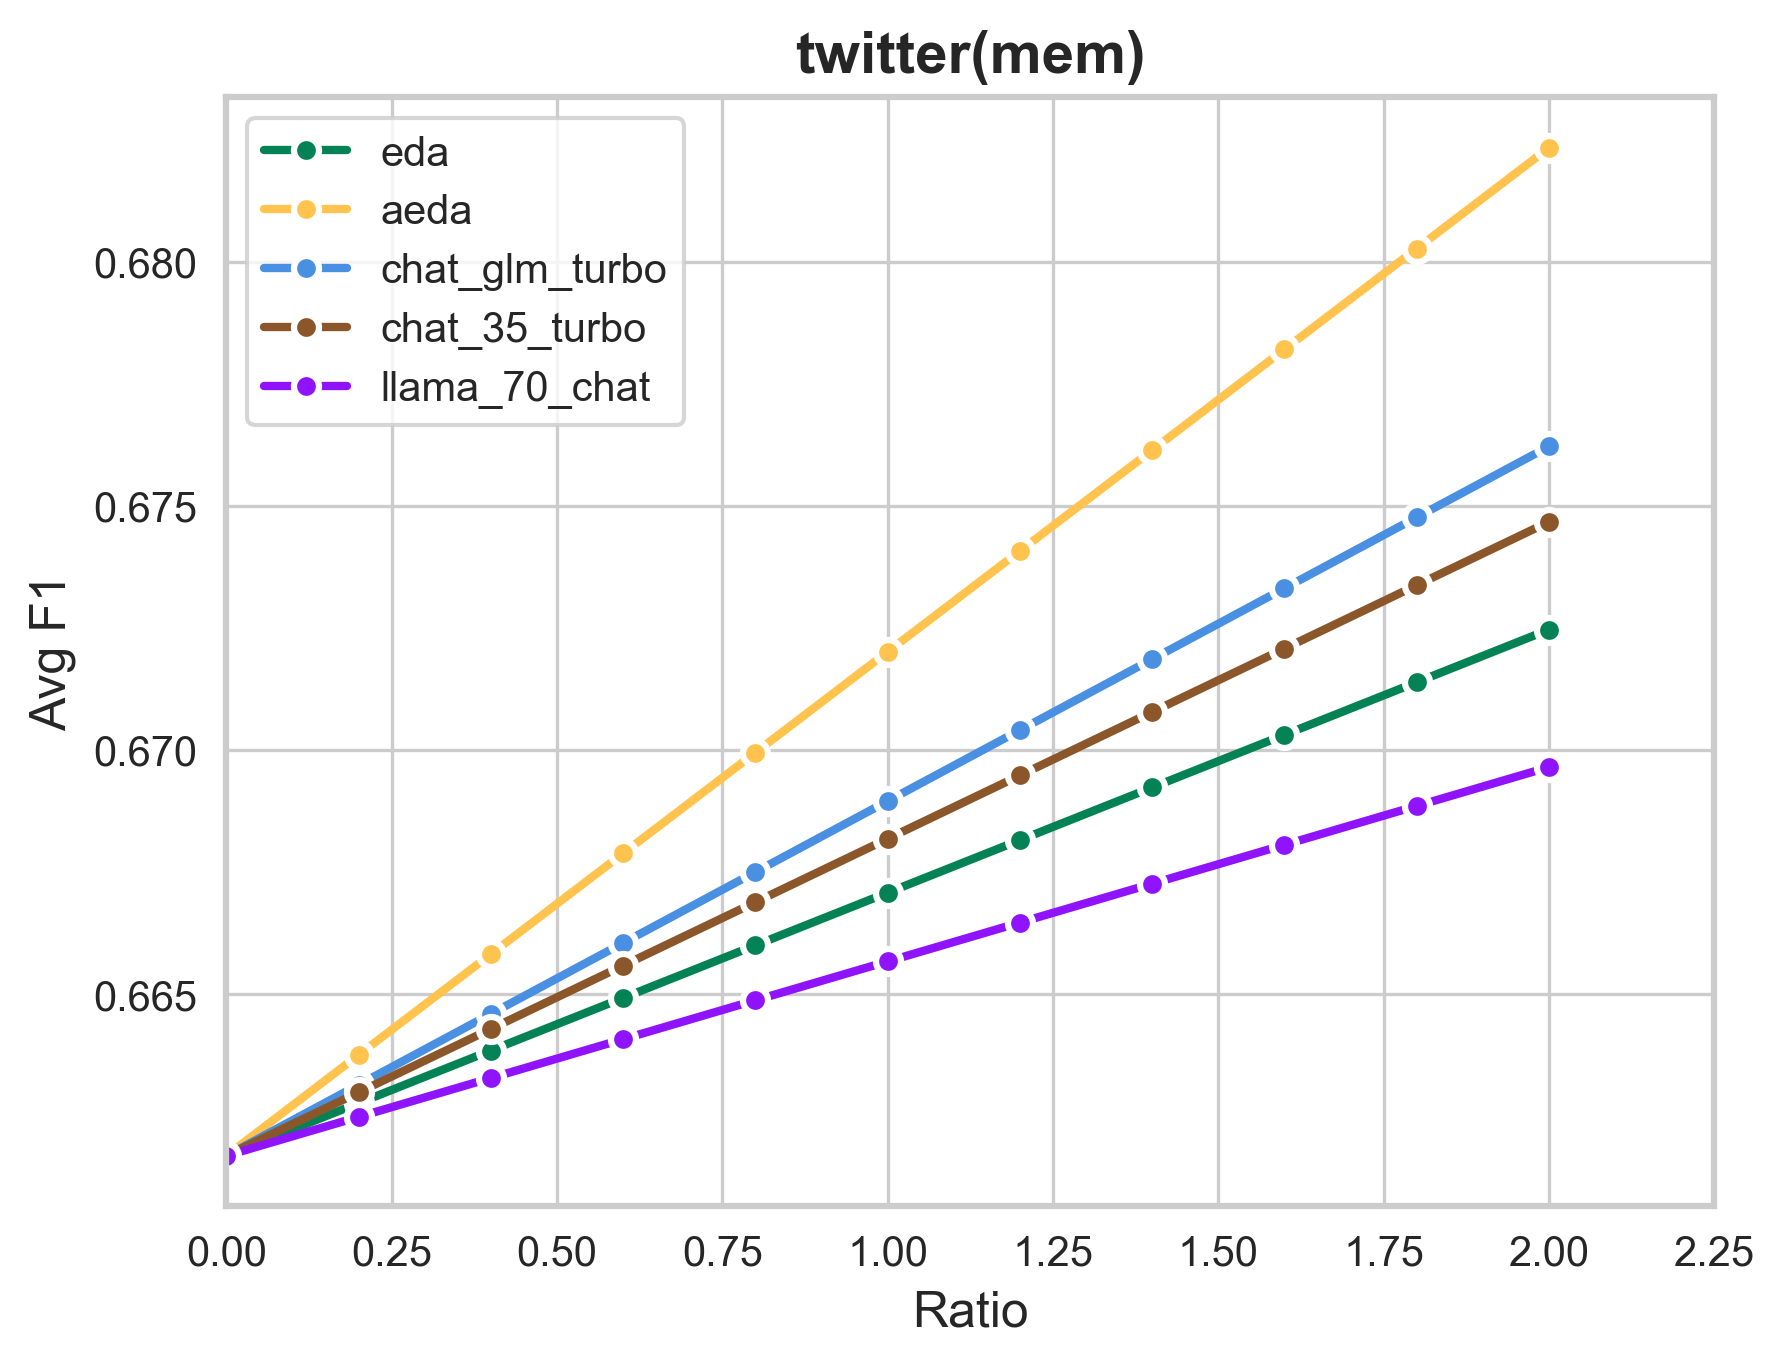 twitter(mem)
eda
aeda
chat_glm_turbo
chat_35_turbo
llama_70_chat
0.680
0.675
0.670
0.665
Avg F1
0.00 0.25 0.50 0.75 1.00 1.25 1.50 1.75 2.00 2.25
Ratio